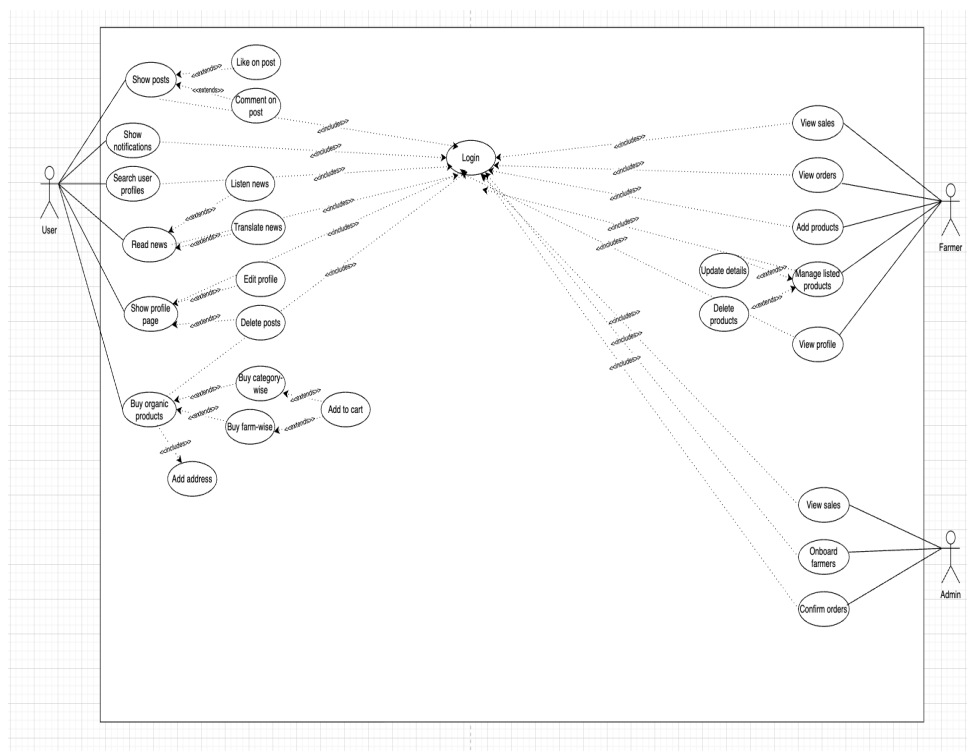 Like on post
<<extends>>
Show posts
<<extends>>
Comment on
post
<<includes>>
Show
notifications
<<includes>>
Search user
profiles
<<includes>>
Listen news
<<extends>>
<<includes>>
Translate news
<<extends>>
Read news
<<includes>>
<<includes>>
Edit profile
<<extends>>
Show profile
page
<<extends>>
Delete posts
Buy category-
wise
<<extends>>
<<extends>>
Buy organic
products
<<extends>>
Add to cart
Buy farm-wise
<<extends>>
<<includes>>
Add address
User
Login
<<includes>>
View sales
<<includes>>
View orders
<<includes>>
Add products
<<includes>>
<<includes>>
Update details
<<extends>>
Manage listed
products
<<extends>>
Delete
products
View profile
<<includes>>
<<includes>>
<<includes>>
Farmer
View sales
Onboard
farmers
Confirm orders
Admin